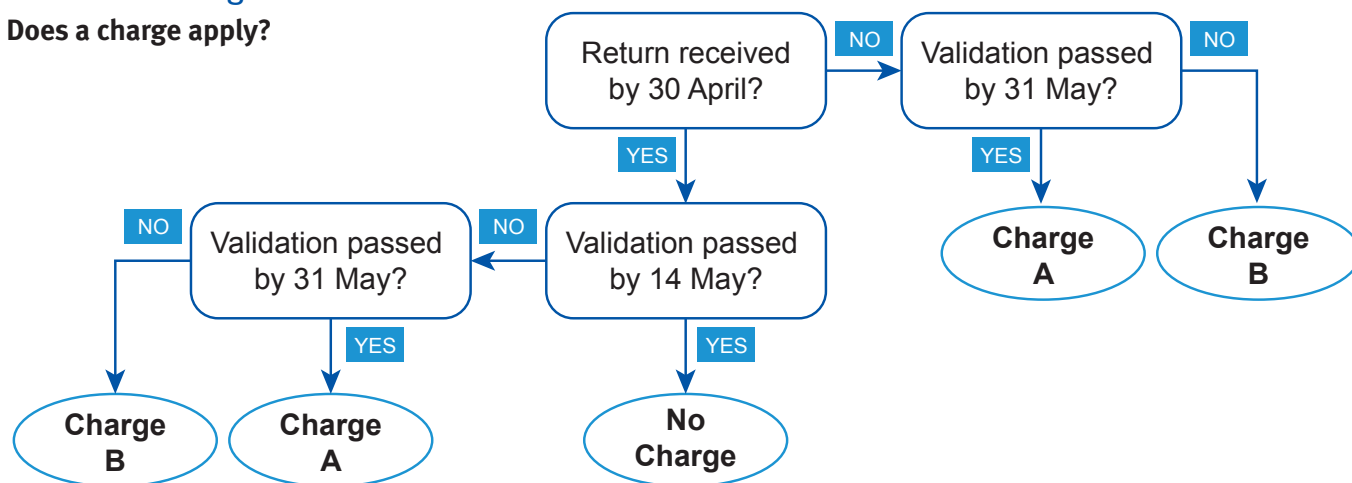 Does a charge apply?
Return received
by 30 April?
NO
Validation passed
by 31 May?
NO
YES
YES
NO
Validation passed
by 31 May?
NO
Validation passed
by 14 May?
Charge
A
Charge
B
YES
YES
Charge
B
Charge
A
No
Charge